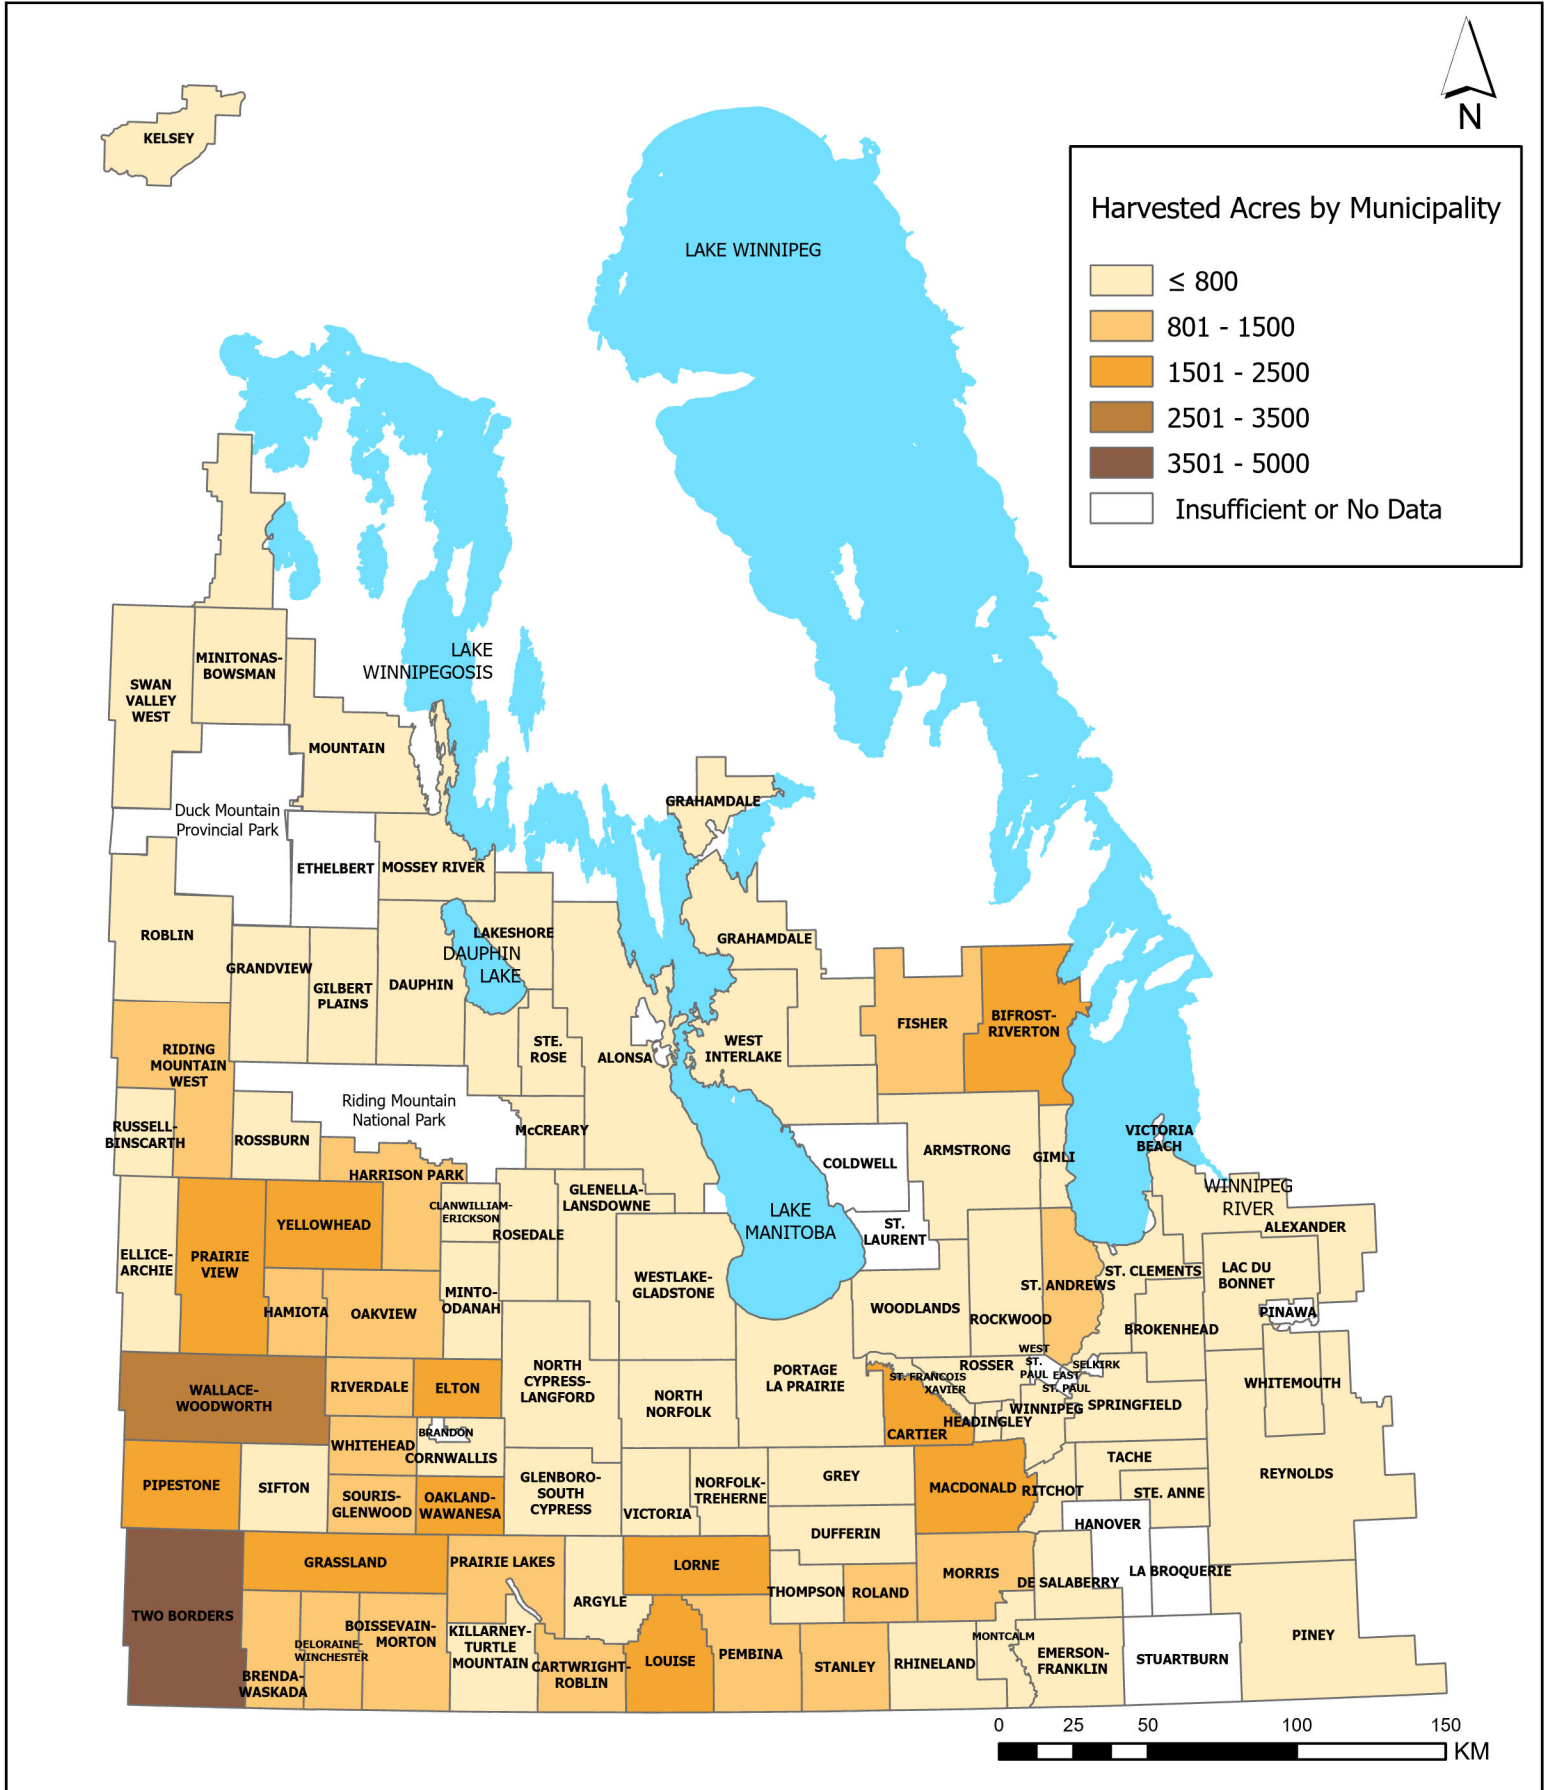 N
KELSEY
Harvested Acres by Municipality
≤ 800
801 - 1500
1501 - 2500
2501 - 3500
3501 - 5000
Insufficient or No Data
LAKE WINNIPEG
LAKE
WINNIPEGOSIS
MINITONAS-
BOWSMAN
SWAN
VALLEY
WEST
MOUNTAIN
Duck Mountain
Provincial Park
GRAHAMDALE
ETHELBERT
MOSSEY RIVER
ROBLIN
LAKESHORE
DAUPHIN
LAKE
GRAHAMDALE
GRANDVIEW
GILBERT
PLAINS
DAUPHIN
FISHER
BIFROST-
RIVERTON
RIDING
MOUNTAIN
WEST
STE.
ROSE
ALONSA
WEST
INTERLAKE
Riding Mountain
National Park
RUSSELL-
BINSCARTH
ROSSBURN
McCREARY
VICTORIA
BEACH
ARMSTRONG
GIMLI
COLDWELL
HARRISON PARK
GLENELLA-
LANSDOWNE
CLANWILLIAM-
ERICKSON
ROSEDALE
WINNIPEG
RIVER
ALEXANDER
YELLOWHEAD
LAKE
MANITOBA
ST.
LAURENT
ELLICE-
ARCHIE
PRAIRIE
VIEW
WESTLAKE-
GLADSTONE
ST. CLEMENTS
LAC DU
BONNET
ST. ANDREWS
MINTO-
ODANAH
HAMIOTA
OAKVIEW
WOODLANDS
ROCKWOOD
PINAWA
BROKENHEAD
WEST
ST.
PAUL
EAST
ST. PAUL
SELKIRK
ROSSER
NORTH
CYPRESS-
LANGFORD
PORTAGE
LA PRAIRIE
ST. FRANCOIS
XAVIER
WHITEMOUTH
RIVERDALE
ELTON
WALLACE-
WOODWORTH
NORTH
NORFOLK
WINNIPEG
SPRINGFIELD
HEADINGLEY
CARTIER
BRANDON
WHITEHEAD
CORNWALLIS
TACHE
REYNOLDS
GREY
PIPESTONE
SIFTON
GLENBORO-
SOUTH
CYPRESS
NORFOLK-
TREHERNE
MACDONALD
RITCHOT
STE. ANNE
SOURIS-
GLENWOOD
OAKLAND-
WAWANESA
VICTORIA
HANOVER
DUFFERIN
GRASSLAND
PRAIRIE LAKES
LORNE
MORRIS
LA BROQUERIE
DE SALABERRY
THOMPSON
ROLAND
ARGYLE
TWO BORDERS
BOISSEVAIN-
MORTON
KILLARNEY-
TURTLE
MOUNTAIN
DELORAINE-
WINCHESTER
MONTCALM
PINEY
PEMBINA
LOUISE
STANLEY
RHINELAND
EMERSON-
FRANKLIN
STUARTBURN
BRENDA-
WASKADA
CARTWRIGHT-
ROBLIN
0 25 50 100 150
KM